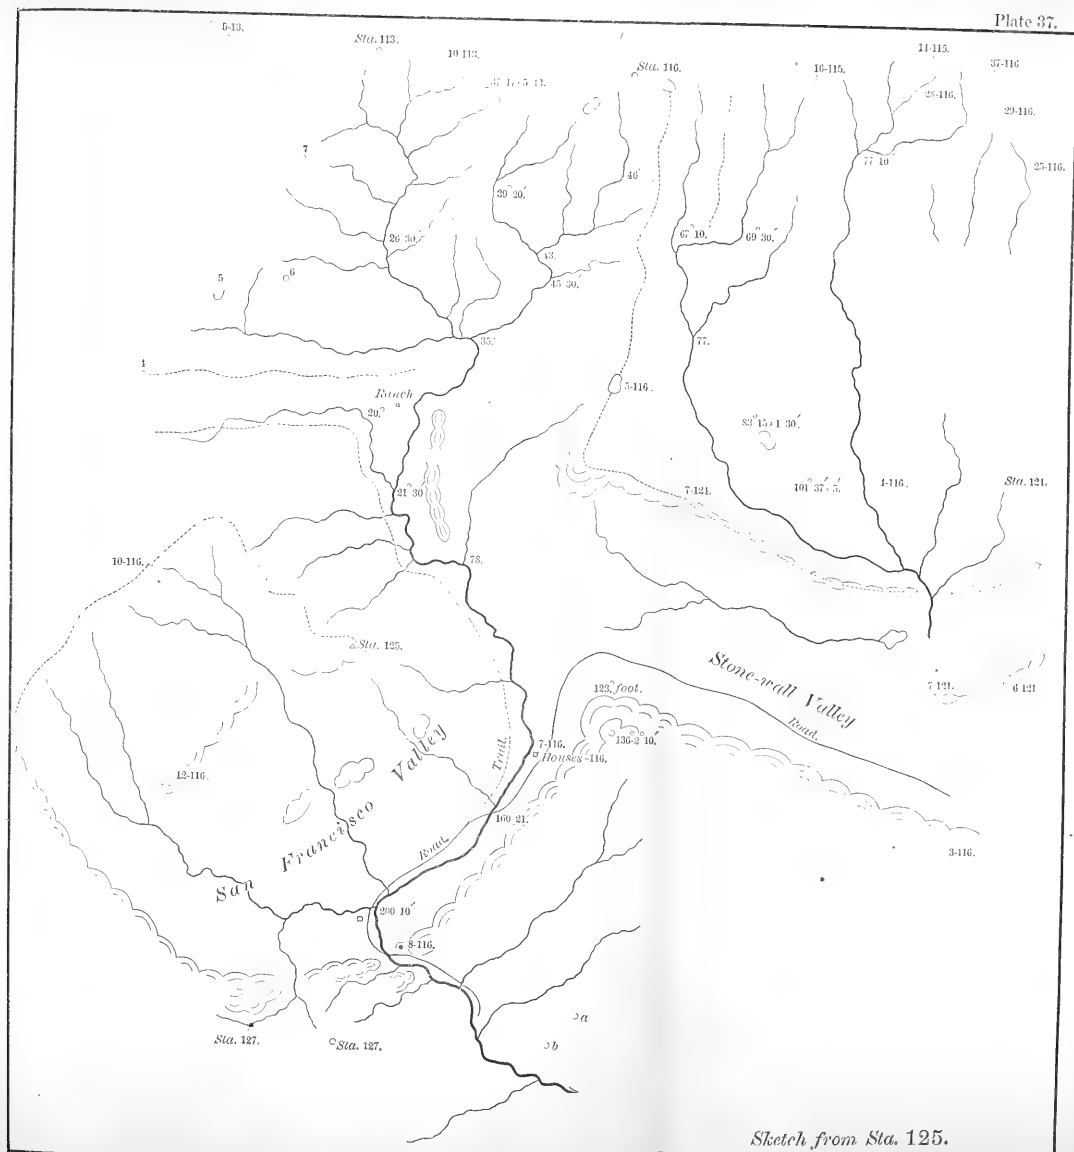 Plate 37.
5-13.
Sta. 113.
10-113.
11-115.
37-116
Sta. 116.
16-115.
28-116.
29-116.
7
77° 10′
25-116.
46′
39° 20.′
26° 30.′
67° 10.′
69° 30.′
43.
5
6
45° 30.′
35.°
77.
Ranch
5-116.
20.°
83° 15×1° 30.′
21° 30′
7-121.
101° 37×5.′
4-116.
Sta. 121.
10-116.
78.
Sta. 125.
Stone-wall Valley
Road.
123.° foot.
7-121.
6-121
136-2° 10.′
7-116.
Houses-116.
Trail.
12-116.
San Francisco Valley
160° 21.′
Road.
3-116.
200° 10′
8-116.
a
b
Sta. 127.
Sta. 127.
Sketch from Sta. 125.